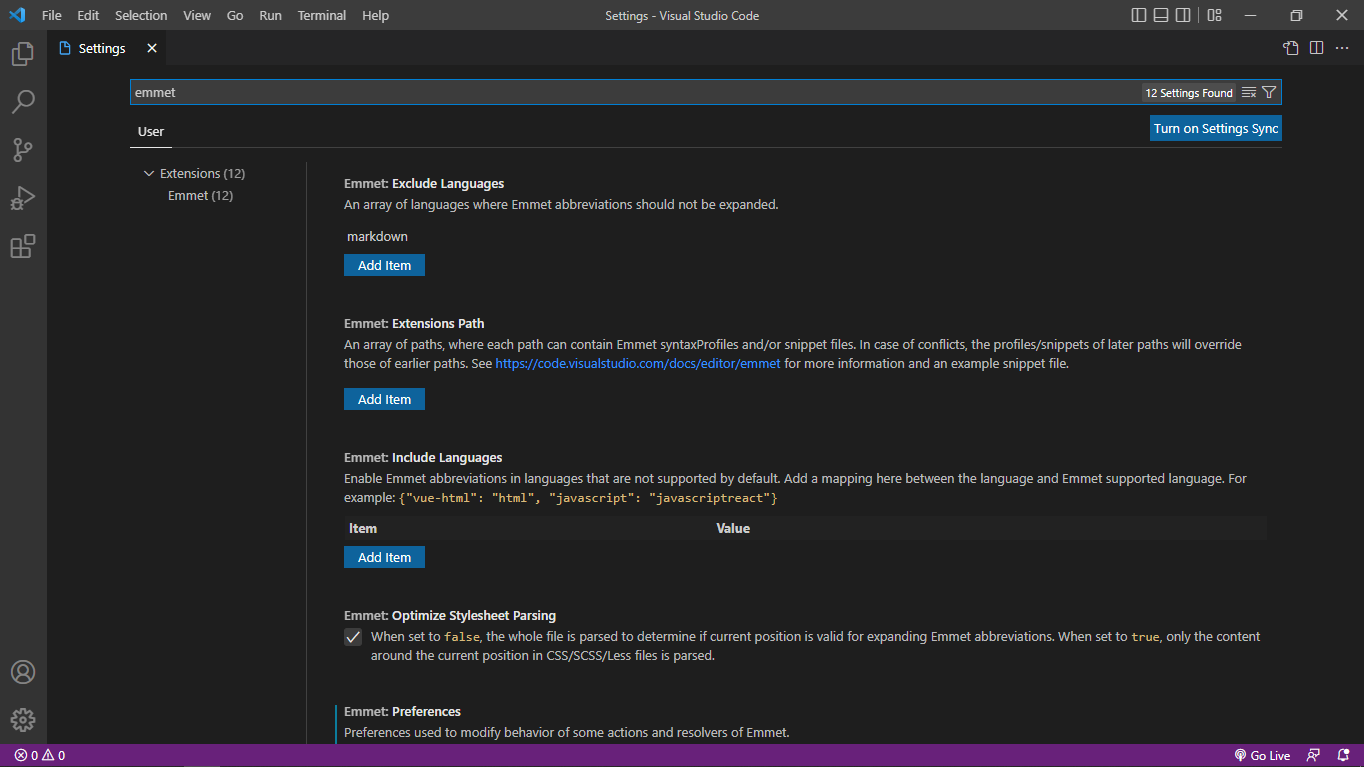 File Edit Selection View Go Run Terminal Help Settings - Visual Studio Code
Settings
emmet 12 Settings Found
User Turn on Settings Sync
Extensions (12)
Emmet (12)
Emmet: Exclude Languages
An array of languages where Emmet abbreviations should not be expanded.
markdown
Add Item
Emmet: Extensions Path
An array of paths, where each path can contain Emmet syntaxProfiles and/or snippet files. In case of conflicts, the profiles/snippets of later paths will override
those of earlier paths. See https://code.visualstudio.com/docs/editor/emmet for more information and an example snippet file.
Add Item
Emmet: Include Languages
Enable Emmet abbreviations in languages that are not supported by default. Add a mapping here between the language and Emmet supported language. For
example: {"vue-html": "html", "javascript": "javascriptreact"}
Item Value
Add Item
Emmet: Optimize Stylesheet Parsing
When set to false, the whole file is parsed to determine if current position is valid for expanding Emmet abbreviations. When set to true, only the content
around the current position in CSS/SCSS/Less files is parsed.
Emmet: Preferences
Preferences used to modify behavior of some actions and resolvers of Emmet.
0 0 Go Live